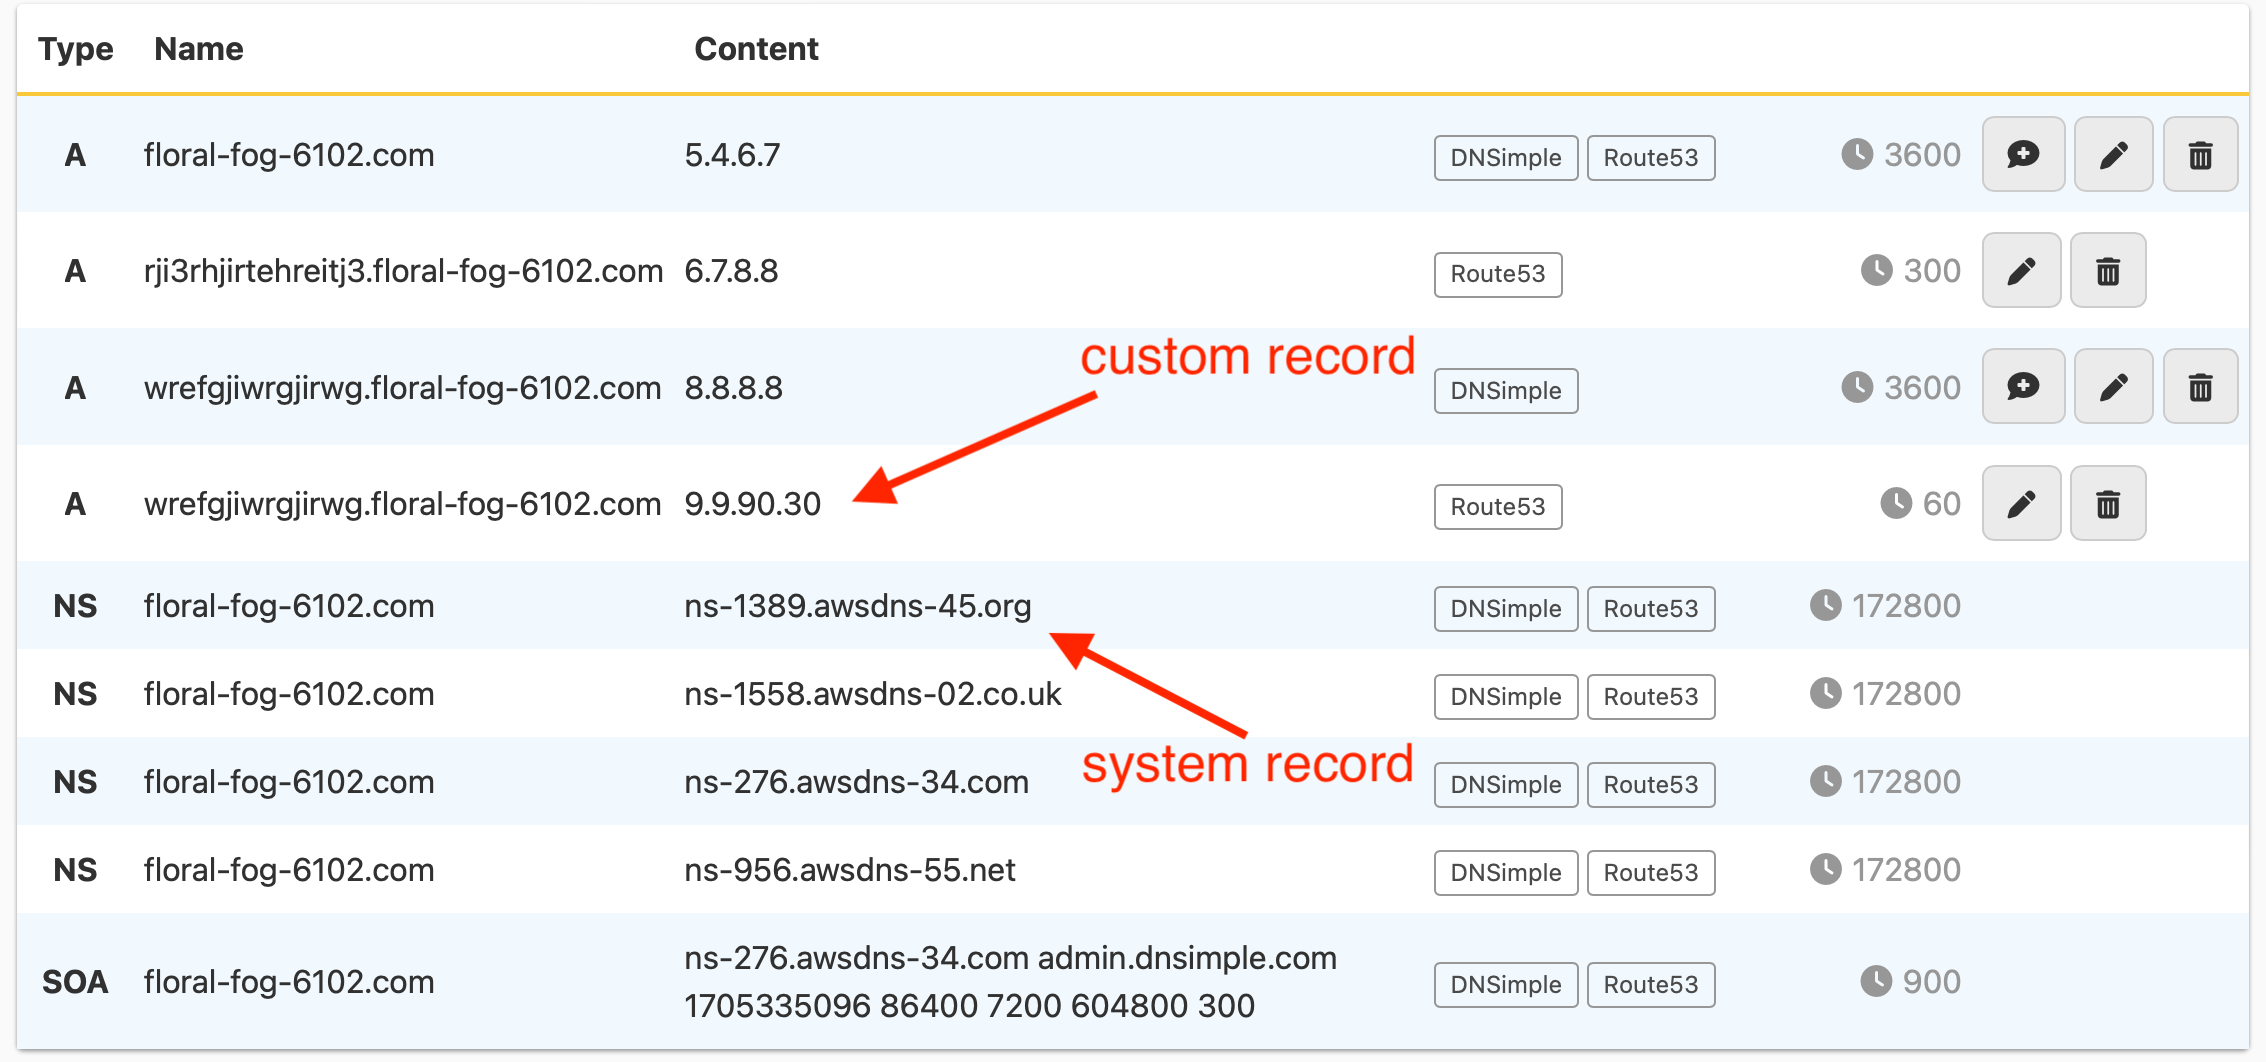 Type Name Content
A floral-fog-6102.com 5.4.6.7 DNSimple Route53 3600
A rji3rhjirtehreitj3.floral-fog-6102.com 6.7.8.8 Route53 300
custom record
A wrefgjiwrgjirwg.floral-fog-6102.com 8.8.8.8 DNSimple 3600
A wrefgjiwrgjirwg.floral-fog-6102.com 9.9.90.30 Route53 60
NS floral-fog-6102.com ns-1389.awsdns-45.org DNSimple Route53 172800
NS floral-fog-6102.com ns-1558.awsdns-02.co.uk DNSimple Route53 172800
system record
NS floral-fog-6102.com ns-276.awsdns-34.com DNSimple Route53 172800
NS floral-fog-6102.com ns-956.awsdns-55.net DNSimple Route53 172800
SOA floral-fog-6102.com ns-276.awsdns-34.com admin.dnsimple.com
1705335096 86400 7200 604800 300 DNSimple Route53 900